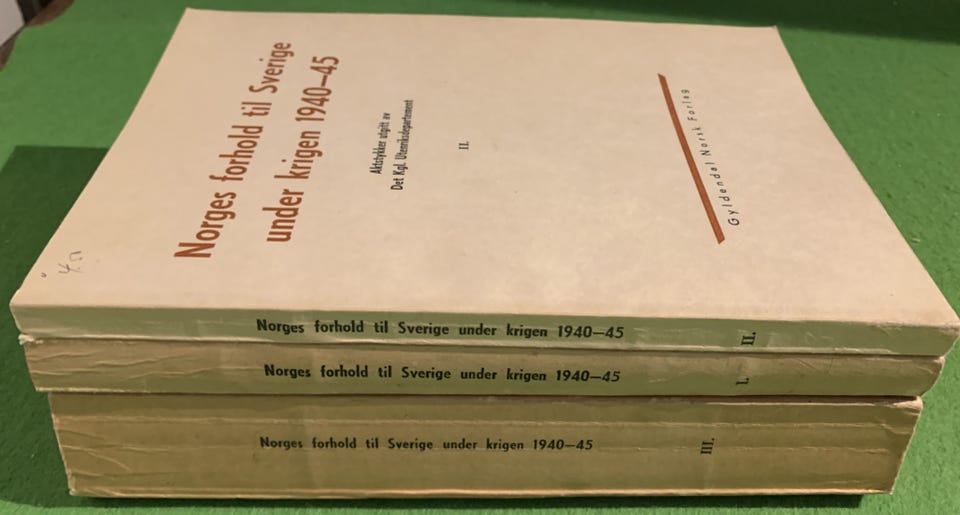 Norges forhold til Sverige
under krigen 1940–45
Aktstykker utgitt av
Det Kgl. Utenriksdepartement
II.
Gyldendal Norsk Forlag
Norges forhold til Sverige under krigen 1940–45 II.
Norges forhold til Sverige under krigen 1940–45 I.
Norges forhold til Sverige under krigen 1940–45 III.